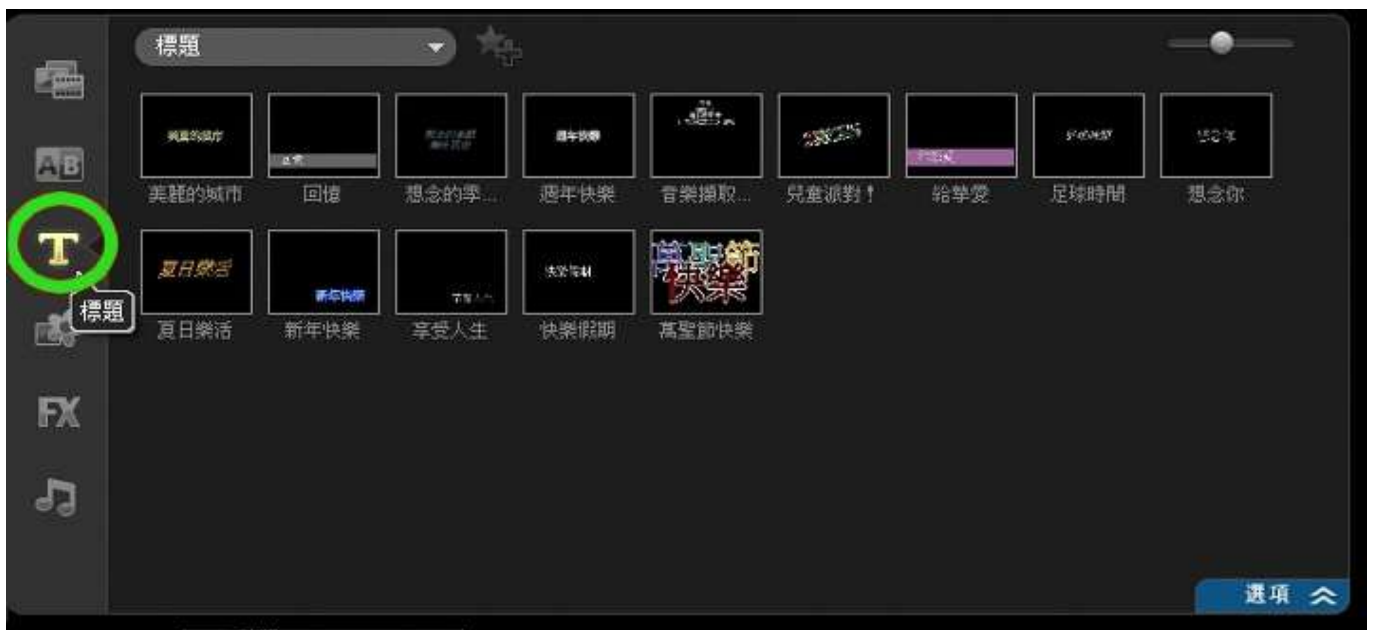 標題
AB
T
標題
FX
美麗的城市 回憶 想念的季... 週年快樂 音樂擷取... 兒童派對！ 給摯愛 足球時間 想念你
夏日樂活
新年快樂
快樂假期
萬聖節
快樂
夏日樂活 新年快樂 享受人生 快樂假期 萬聖節快樂
選項